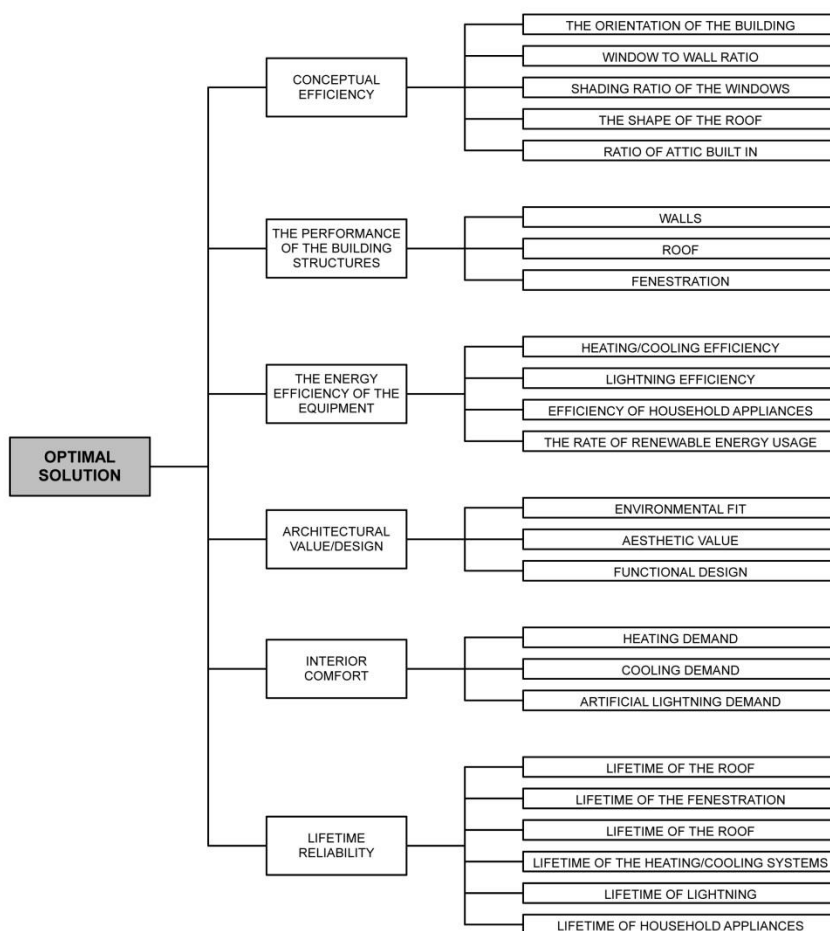 THE ORIENTATION OF THE BUILDING
WINDOW TO WALL RATIO
CONCEPTUAL
EFFICIENCY
SHADING RATIO OF THE WINDOWS
THE SHAPE OF THE ROOF
RATIO OF ATTIC BUILT IN
THE PERFORMANCE
OF THE BUILDING
STRUCTURES
WALLS
ROOF
FENESTRATION
THE ENERGY
EFFICIENCY OF THE
EQUIPMENT
HEATING/COOLING EFFICIENCY
LIGHTNING EFFICIENCY
EFFICIENCY OF HOUSEHOLD APPLIANCES
THE RATE OF RENEWABLE ENERGY USAGE
OPTIMAL
SOLUTION
ARCHITECTURAL
VALUE/DESIGN
ENVIRONMENTAL FIT
AESTHETIC VALUE
FUNCTIONAL DESIGN
INTERIOR
COMFORT
HEATING DEMAND
COOLING DEMAND
ARTIFICIAL LIGHTNING DEMAND
LIFETIME
RELIABILITY
LIFETIME OF THE ROOF
LIFETIME OF THE FENESTRATION
LIFETIME OF THE ROOF
LIFETIME OF THE HEATING/COOLING SYSTEMS
LIFETIME OF LIGHTNING
LIFETIME OF HOUSEHOLD APPLIANCES